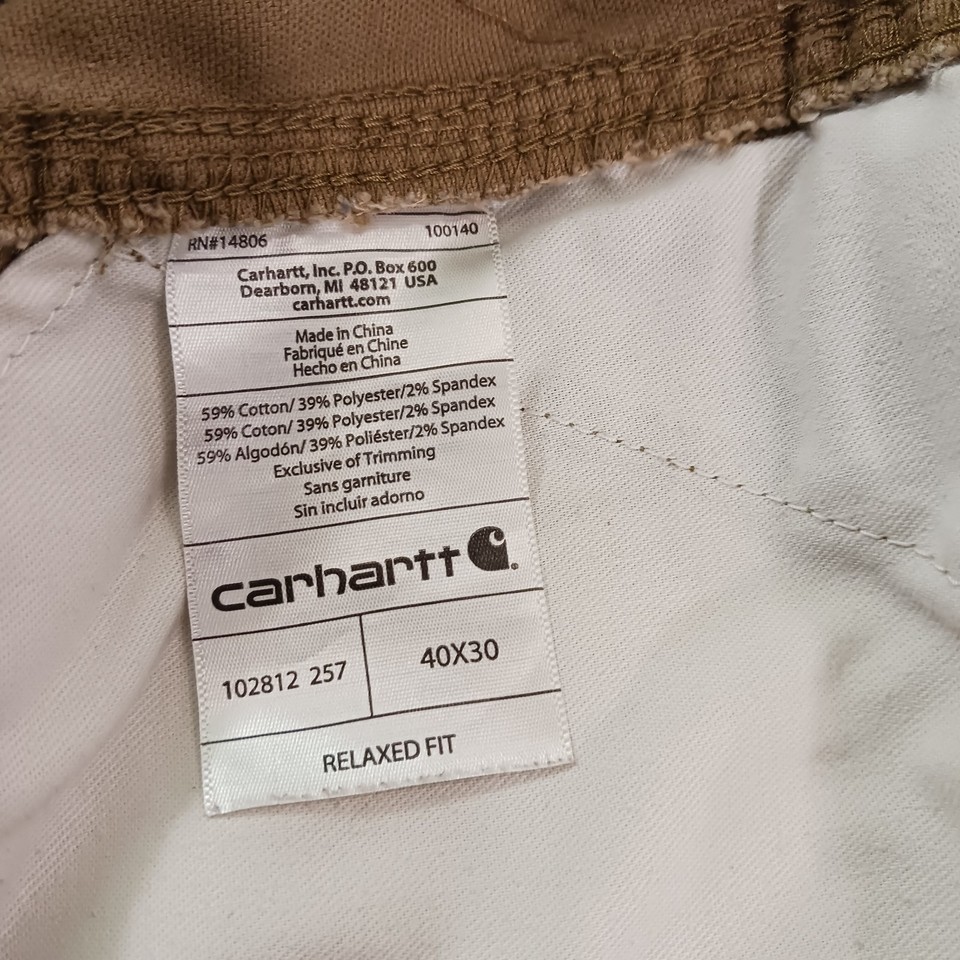 RN#14806 100140
Carhartt, Inc. P.O. Box 600
Dearborn, MI 48121 USA
carhartt.com
Made in China
Fabriqué en Chine
Hecho en China
59% Cotton/ 39% Polyester/2% Spandex
59% Coton/ 39% Polyester/2% Spandex
59% Algodón/ 39% Poliéster/2% Spandex
Exclusive of Trimming
Sans garniture
Sin incluir adorno
carhartt
102812 257 40X30
RELAXED FIT